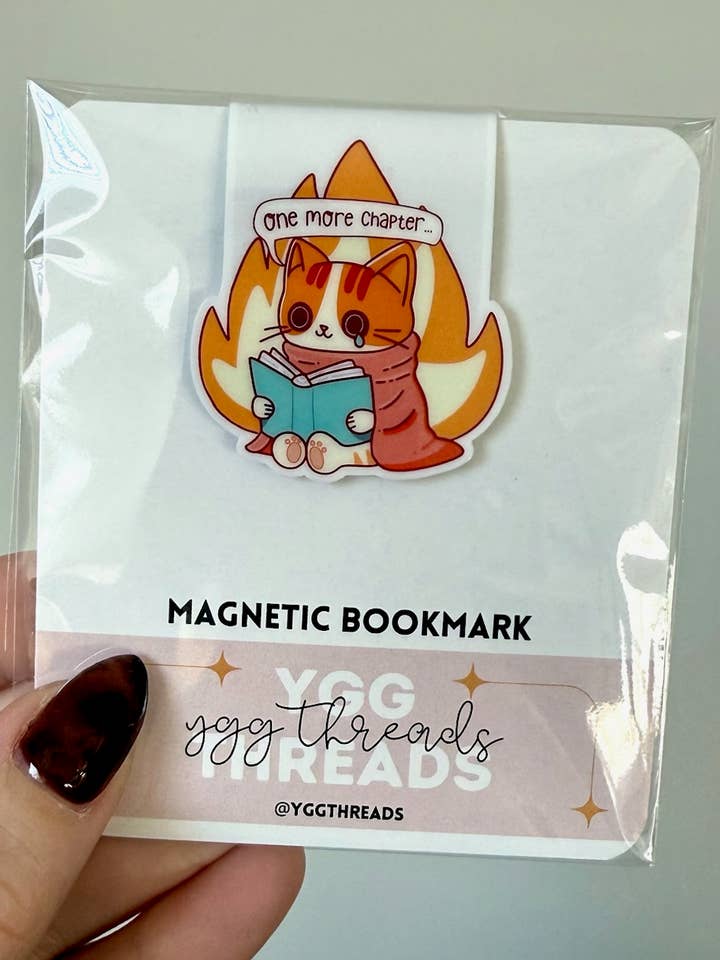 one more chapter...
MAGNETIC BOOKMARK
YGG
ygg threads
THREADS
@YGGTHREADS